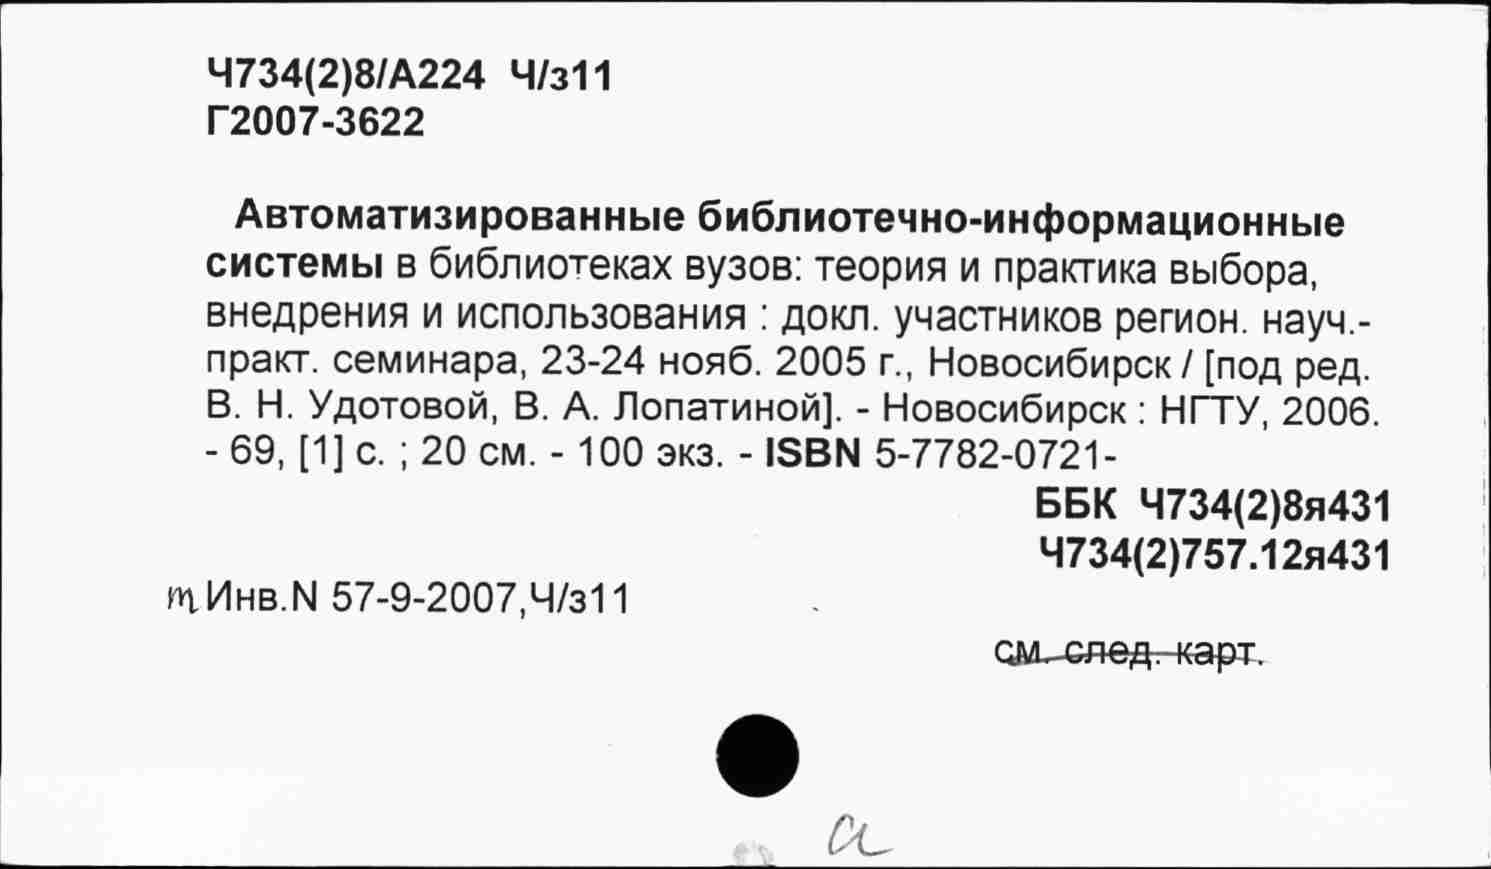 Ч734(2)8/А224 Ч/з11
Г2007-3622
Автоматизированные библиотечно-информационные
системы в библиотеках вузов: теория и практика выбора,
внедрения и использования : докл. участников регион. науч.-
практ. семинара, 23-24 нояб. 2005 г., Новосибирск / [под ред.
В. Н. Удотовой, В. А. Лопатиной]. - Новосибирск : НГТУ, 2006.
- 69, [1] с. ; 20 см. - 100 экз. - ISBN 5-7782-0721-
ББК Ч734(2)8я431
Ч734(2)757.12я431
т Инв.N 57-9-2007,Ч/з11
см. след. карт.
а